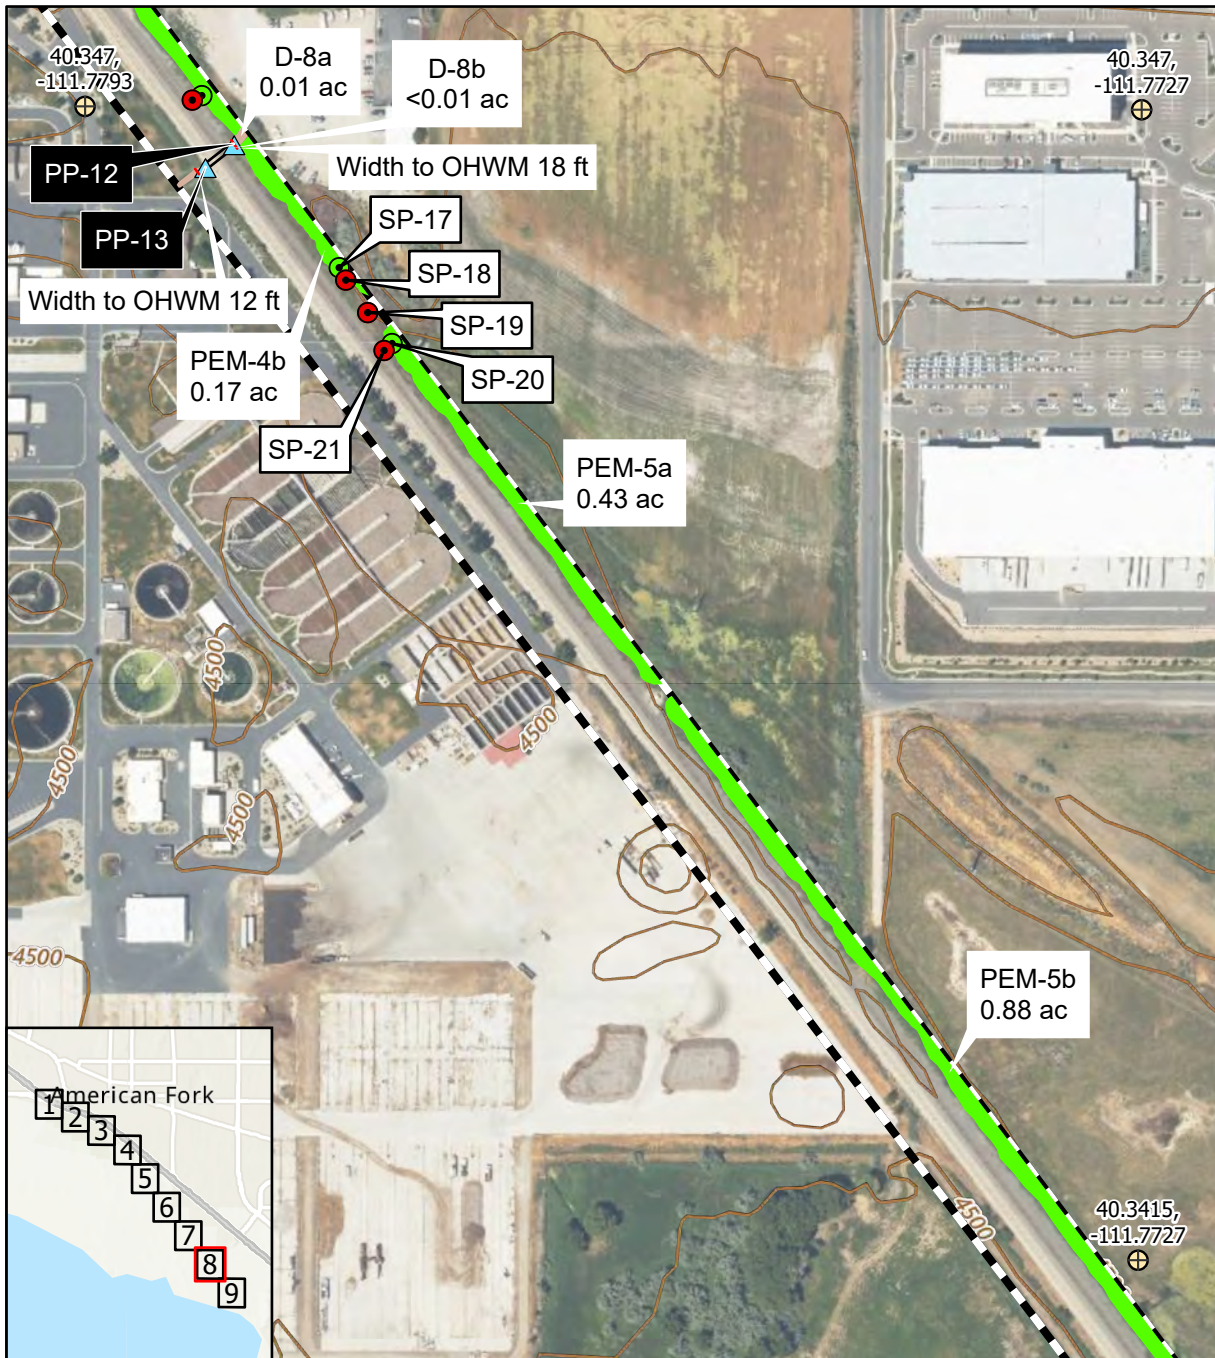 40.347,
-111.7793
D-8a
0.01 ac
D-8b
<0.01 ac
40.347,
-111.7727
PP-12
Width to OHWM 18 ft
PP-13
SP-17
SP-18
Width to OHWM 12 ft
SP-19
PEM-4b
0.17 ac
SP-20
SP-21
PEM-5a
0.43 ac
4500
4500
4500
4500
4500
PEM-5b
0.88 ac
American Fork
1
2
3
4
5
6
7
8
9
4500
40.3415,
-111.7727